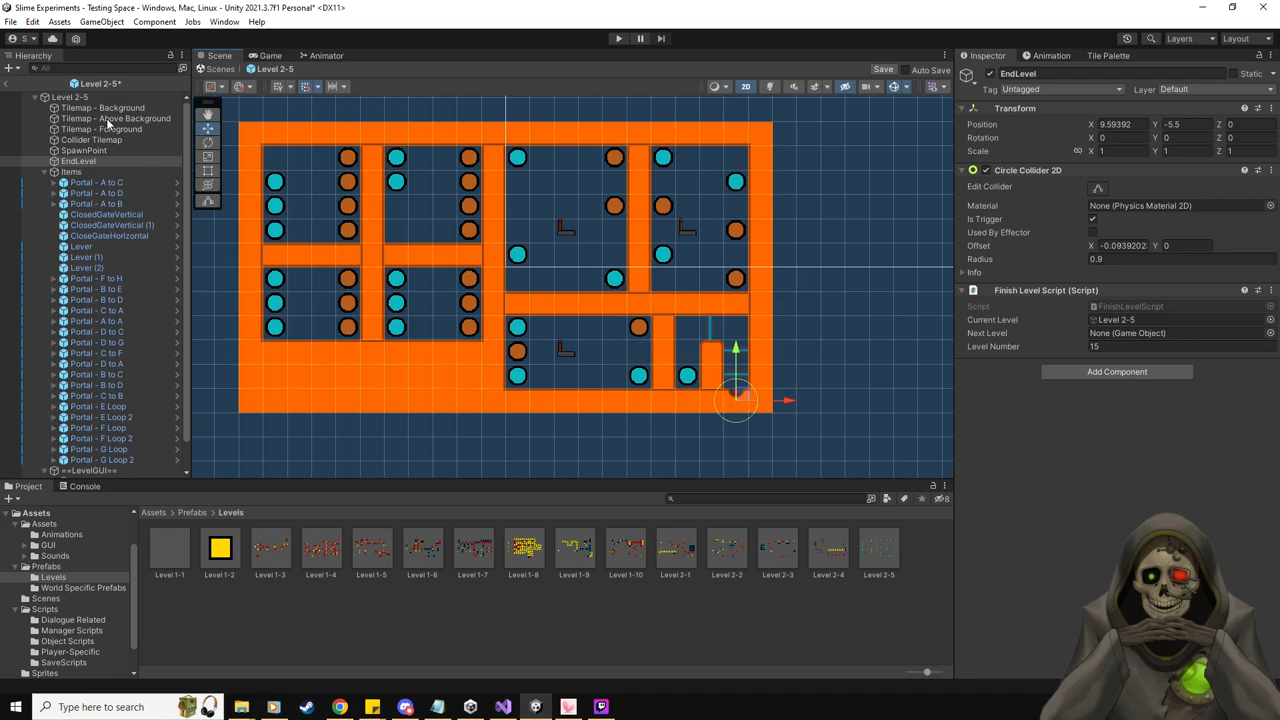 Slime Experiments - Testing Space - Windows, Mac, Linux - Unity 2021.3.7f1 Personal* <DX11>
File Edit Assets GameObject Component Jobs Window Help
S
Layers Layout
Hierarchy
All
Level 2-5*
Level 2-5
Tilemap - Background
Tilemap - Above Background
Tilemap - Foreground
Collider Tilemap
SpawnPoint
EndLevel
Items
Portal - A to C
Portal - A to D
Portal - A to B
ClosedGateVertical
ClosedGateVertical (1)
CloseGateHorizontal
Lever
Lever (1)
Lever (2)
Portal - F to H
Portal - B to E
Portal - B to D
Portal - C to A
Portal - A to A
Portal - D to C
Portal - D to G
Portal - C to F
Portal - D to A
Portal - B to C
Portal - B to D
Portal - C to B
Portal - E Loop
Portal - E Loop 2
Portal - F Loop
Portal - F Loop 2
Portal - G Loop
Portal - G Loop 2
==LevelGUI==
Scene Game Animator
Scenes Level 2-5
Save Auto Save
2D
Inspector Animation Tile Palette
EndLevel Static
Tag Untagged Layer Default
Transform
Position X 9.59392 Y -5.5 Z 0
Rotation X 0 Y 0 Z 0
Scale X 1 Y 1 Z 1
Circle Collider 2D
Edit Collider
Material None (Physics Material 2D)
Is Trigger
Used By Effector
Offset X -0.0939202 Y 0
Radius 0.9
Info
Finish Level Script (Script)
Script FinishLevelScript
Current Level Level 2-5
Next Level None (Game Object)
Level Number 15
Add Component
Project Console
8
Assets
Assets
Animations
GUI
Sounds
Prefabs
Levels
World Specific Prefabs
Scenes
Scripts
Dialogue Related
Manager Scripts
Object Scripts
Player-Specific
SaveScripts
Sprites
Assets > Prefabs > Levels
Level 1-1 Level 1-2 Level 1-3 Level 1-4 Level 1-5 Level 1-6 Level 1-7 Level 1-8 Level 1-9 Level 1-10 Level 2-1 Level 2-2 Level 2-3 Level 2-4 Level 2-5
Type here to search